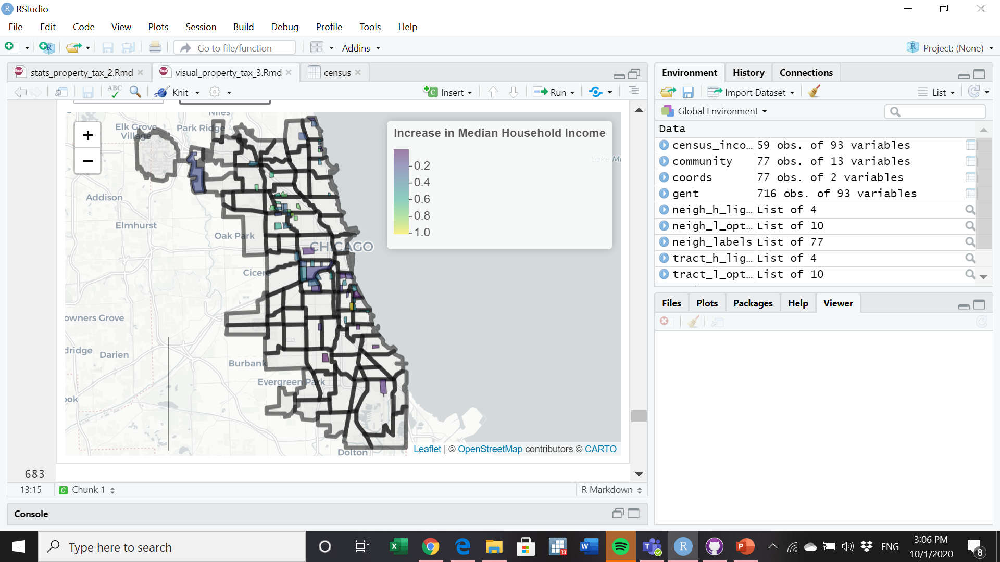 RStudio
File Edit Code View Plots Session Build Debug Profile Tools Help
Go to file/function Addins Project: (None)
stats_property_tax_2.Rmd visual_property_tax_3.Rmd census
ABC Knit Insert Run
Niles
Elk Grove
Village
Park Ridge
Addison
Elmhurst
Oak Park
CHICAGO
Cicero
owners Grove
dridge
Darien
Burbank
Evergreen Park
ook
Dolton
Lake Mi
+
−
Increase in Median Household Income
0.2
0.4
0.6
0.8
1.0
Leaflet | © OpenStreetMap contributors © CARTO
683
13:15 Chunk 1 R Markdown
Console
Environment History Connections
Import Dataset List
Global Environment
Data
census_inco… 59 obs. of 93 variables
community 77 obs. of 13 variables
coords 77 obs. of 2 variables
gent 716 obs. of 93 variables
neigh_h_lig… List of 4
neigh_l_opt… List of 10
neigh_labels List of 77
tract_h_lig… List of 4
tract_l_opt… List of 10
Files Plots Packages Help Viewer
Type here to search
13
ENG
3:06 PM
10/1/2020
8